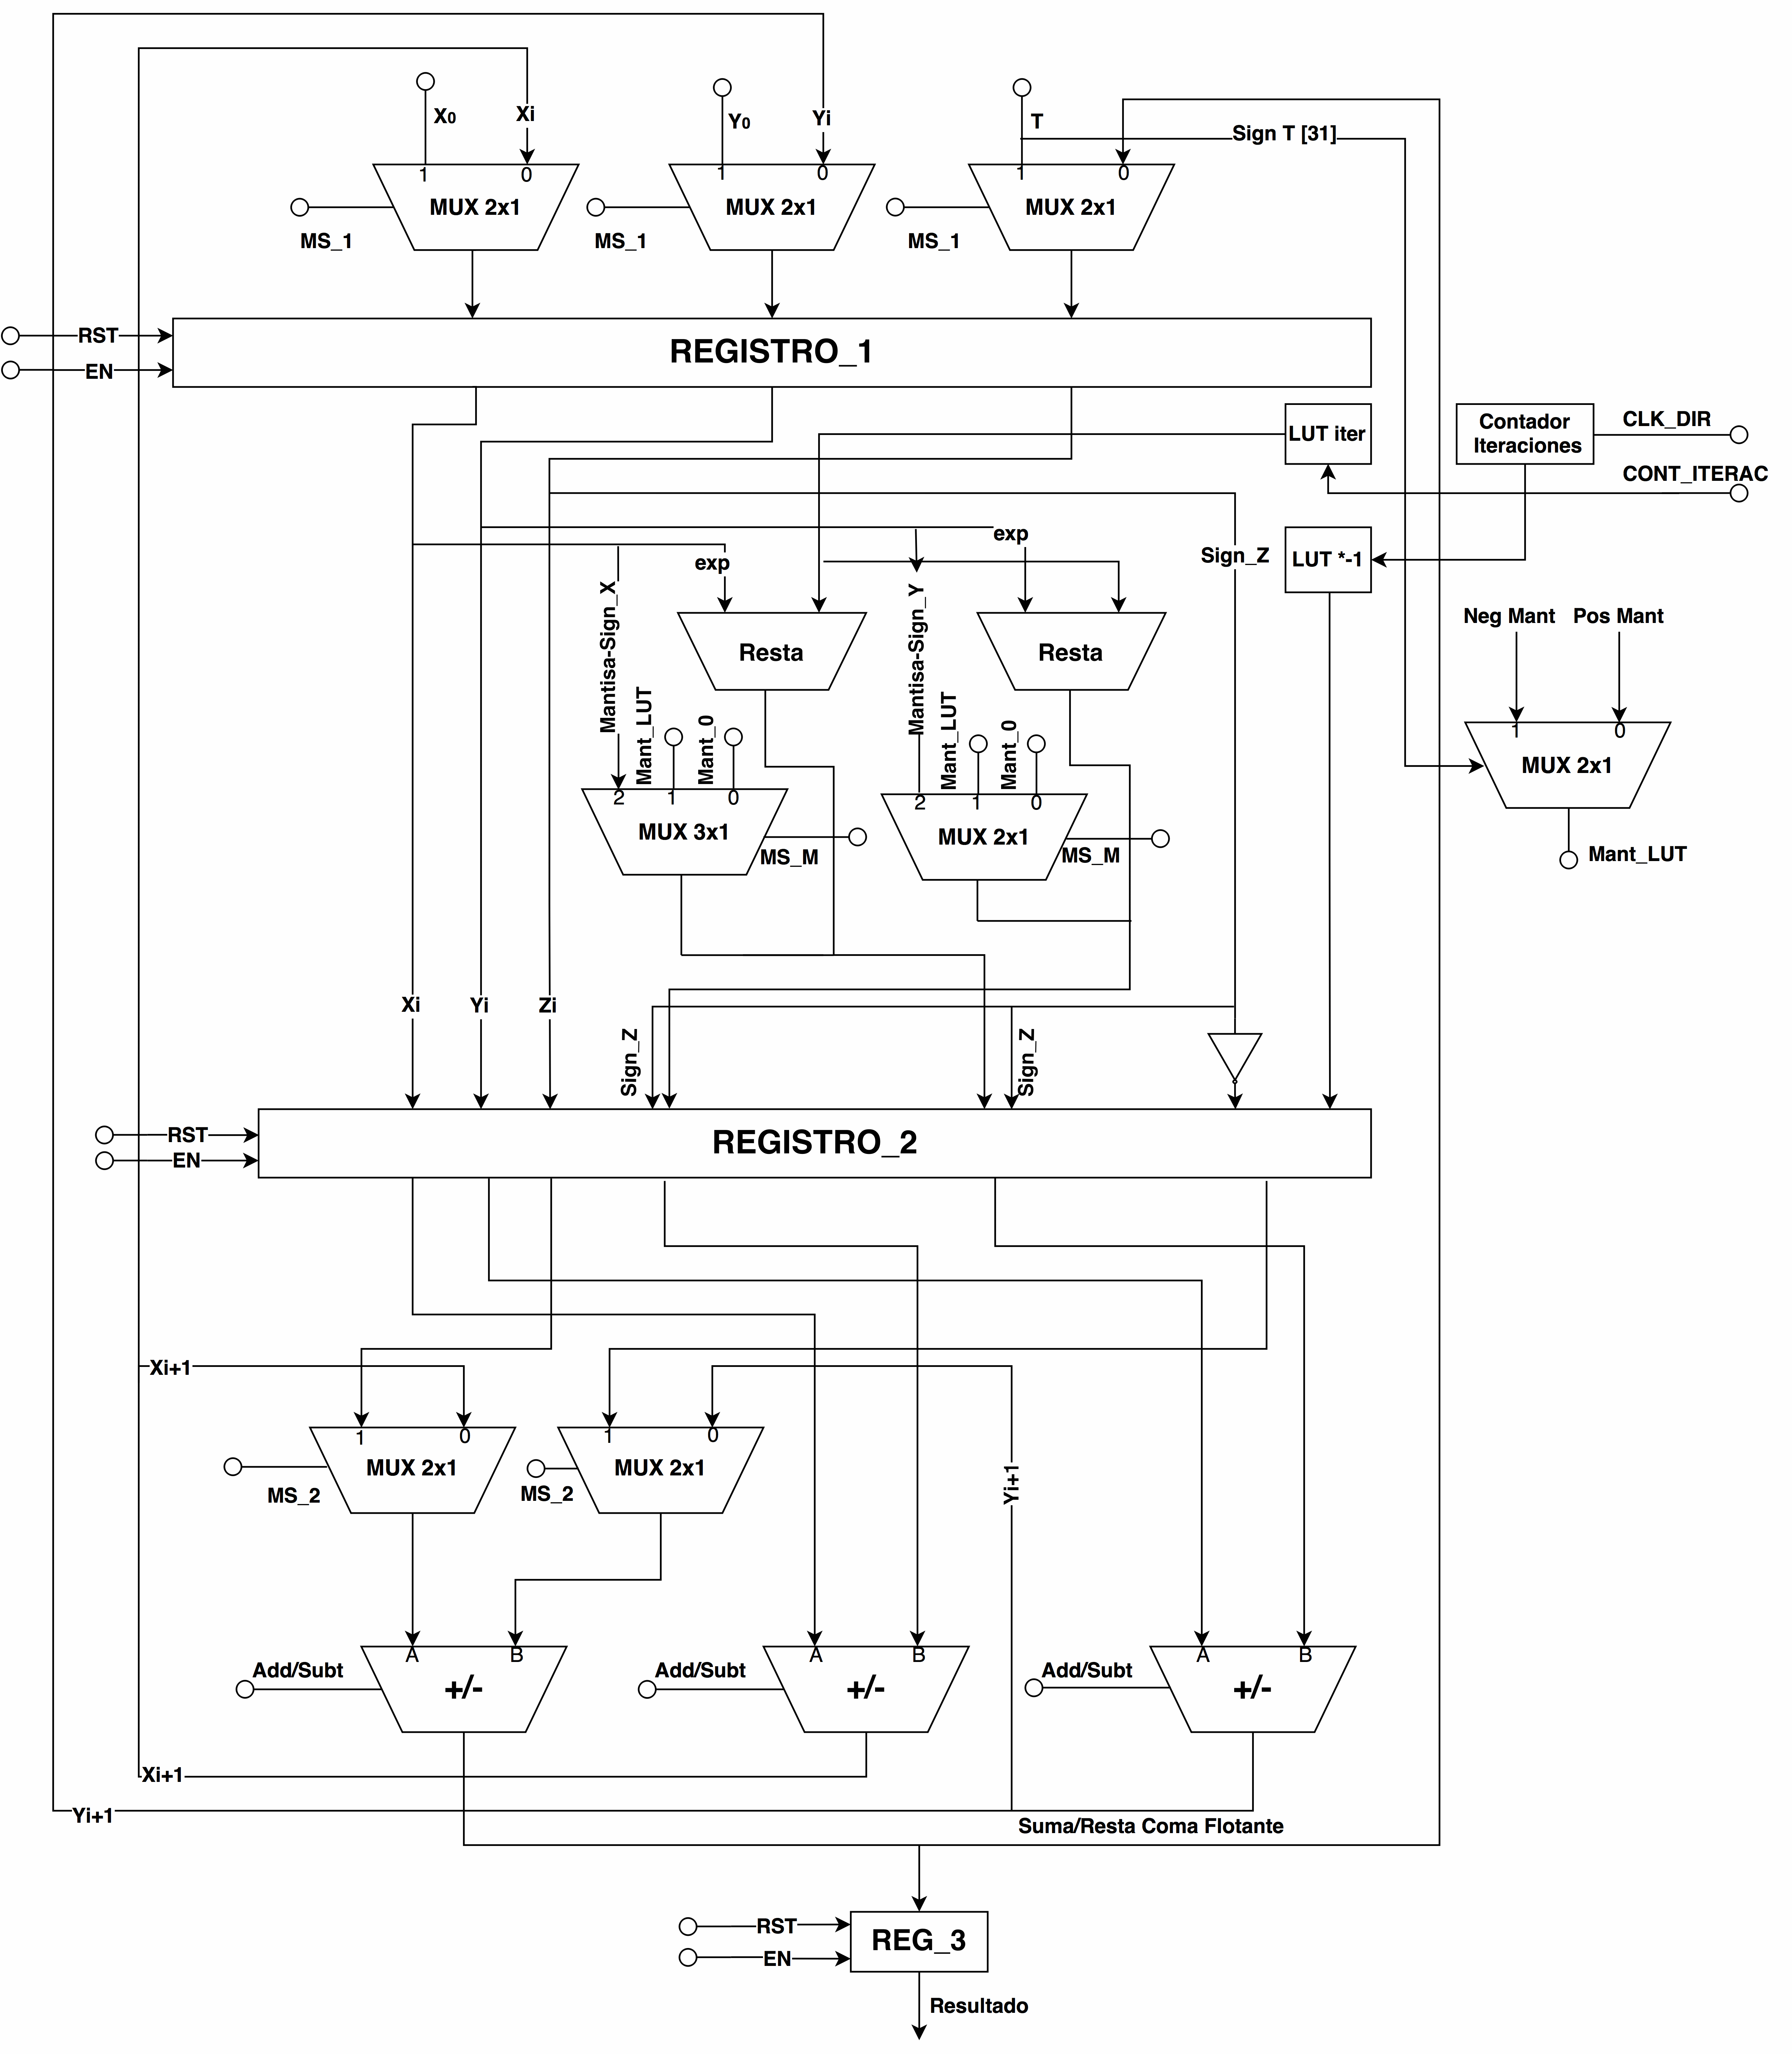 X0
Xi
Y0
Yi
T
Sign T [31]
1
0
MUX 2x1
MS_1
1
0
MUX 2x1
MS_1
1
0
MUX 2x1
MS_1
RST
EN
REGISTRO_1
LUT iter
Contador
Iteraciones
CLK_DIR
CONT_ITERAC
exp
exp
Sign_Z
LUT *-1
Mantisa-Sign_X
Mantisa-Sign_Y
Resta
Resta
Neg Mant
Pos Mant
Mant_LUT
Mant_0
Mant_LUT
Mant_0
1
0
MUX 2x1
Mant_LUT
2
1
0
MUX 3x1
MS_M
2
1
0
MUX 2x1
MS_M
Xi
Yi
Zi
Sign_Z
Sign_Z
RST
EN
REGISTRO_2
Xi+1
1
0
MUX 2x1
MS_2
1
0
MUX 2x1
MS_2
Yi+1
Add/Subt
A
B
+/-
Add/Subt
A
B
+/-
Add/Subt
A
B
+/-
Xi+1
Yi+1
Suma/Resta Coma Flotante
RST
EN
REG_3
Resultado